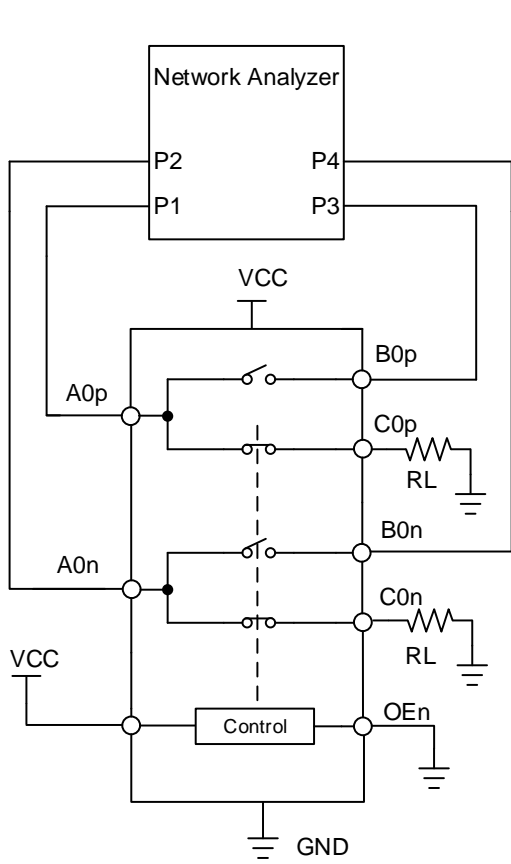 Network Analyzer
P2
P4
P1
P3
VCC
B0p
A0p
C0p
RL
B0n
A0n
C0n
RL
VCC
OEn
Control
GND